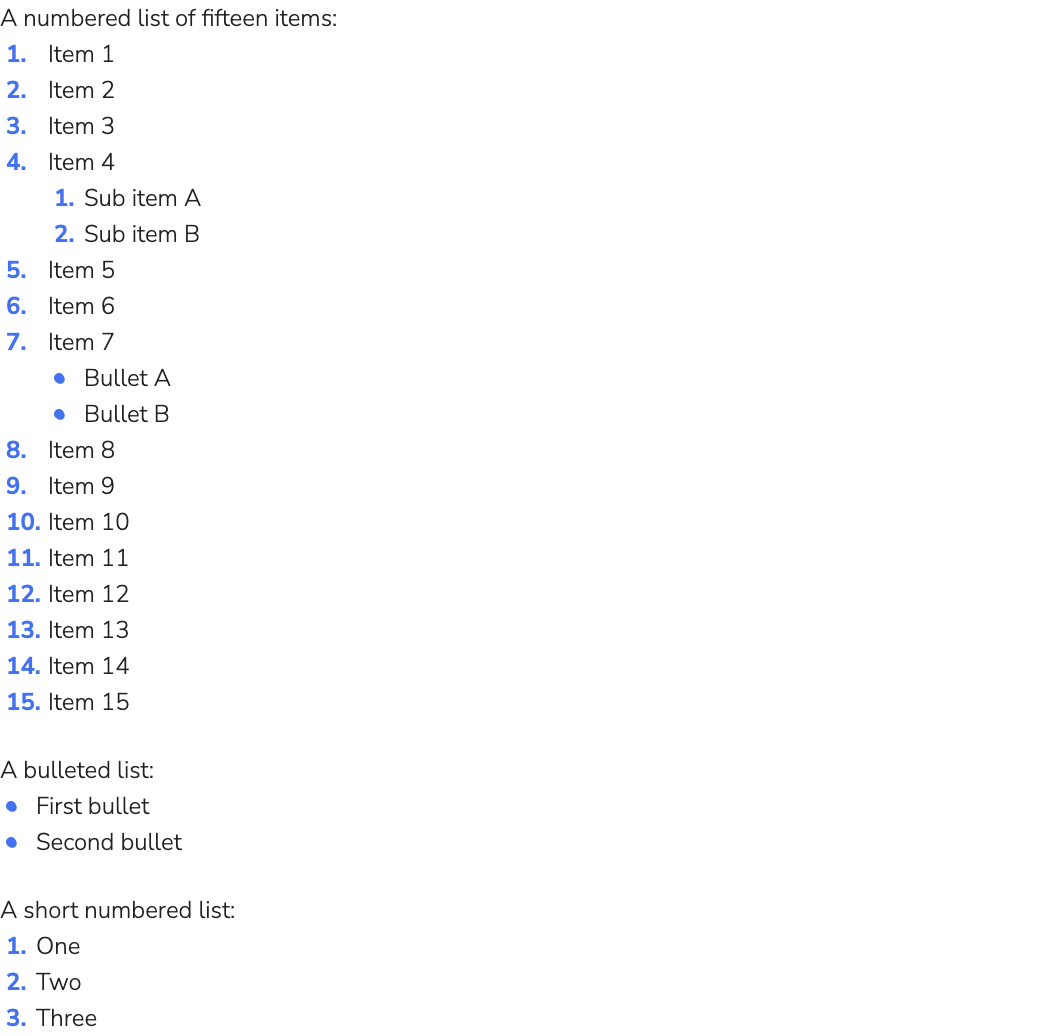 A numbered list of fifteen items:
1. Item 1
2. Item 2
3. Item 3
4. Item 4
1. Sub item A
2. Sub item B
5. Item 5
6. Item 6
7. Item 7
• Bullet A
• Bullet B
8. Item 8
9. Item 9
10. Item 10
11. Item 11
12. Item 12
13. Item 13
14. Item 14
15. Item 15
A bulleted list:
• First bullet
• Second bullet
A short numbered list:
1. One
2. Two
3. Three